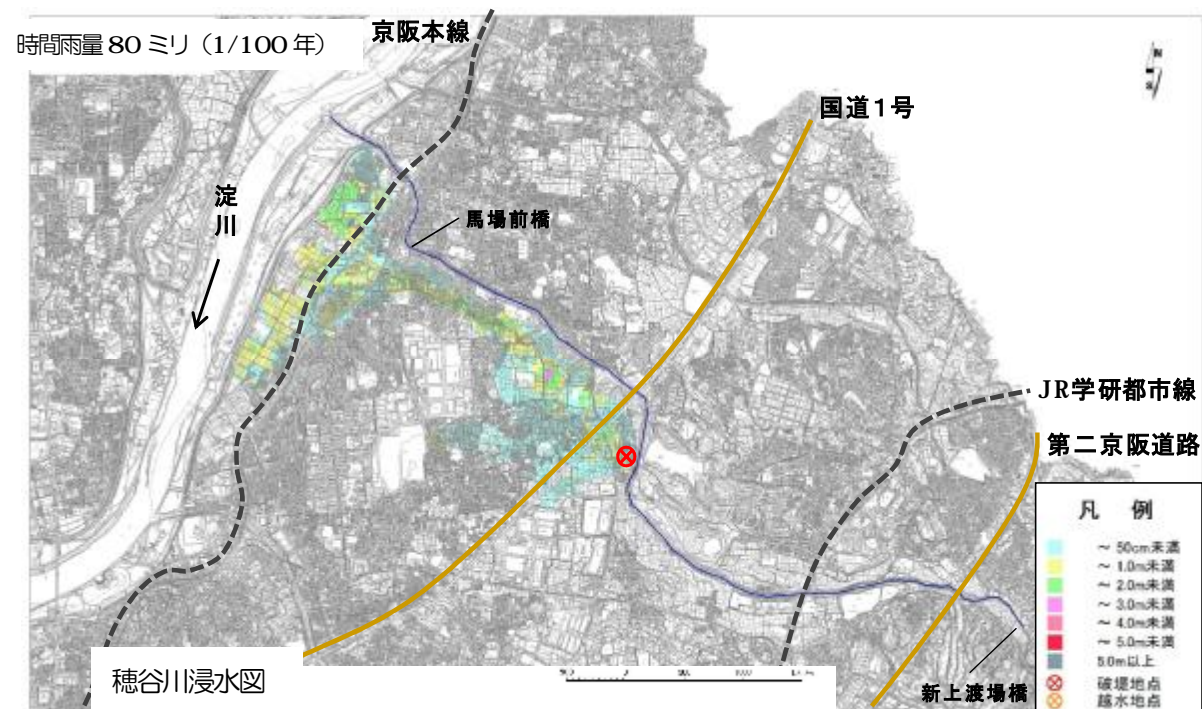 時間雨量80ミリ（1/100年）
京阪本線
N
国道1号
淀川
馬場前橋
JR学研都市線
第二京阪道路
凡 例
～ 50cm未満
～ 1.0m未満
～ 2.0m未満
～ 3.0m未満
～ 4.0m未満
～ 5.0m未満
5.0m以上
破堤地点
越水地点
新上渡場橋
穂谷川浸水図